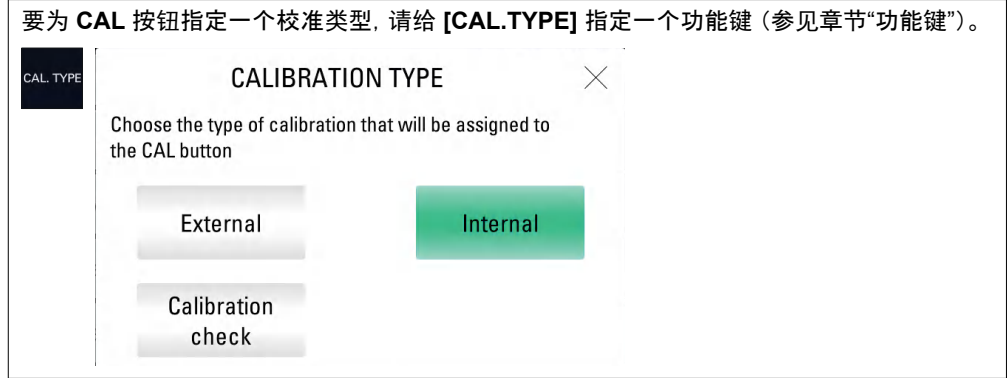 要为 CAL 按钮指定一个校准类型，请给 [CAL.TYPE] 指定一个功能键（参见章节“功能键”）。
CAL. TYPE
CALIBRATION TYPE
Choose the type of calibration that will be assigned to
the CAL button
External
Internal
Calibration
check